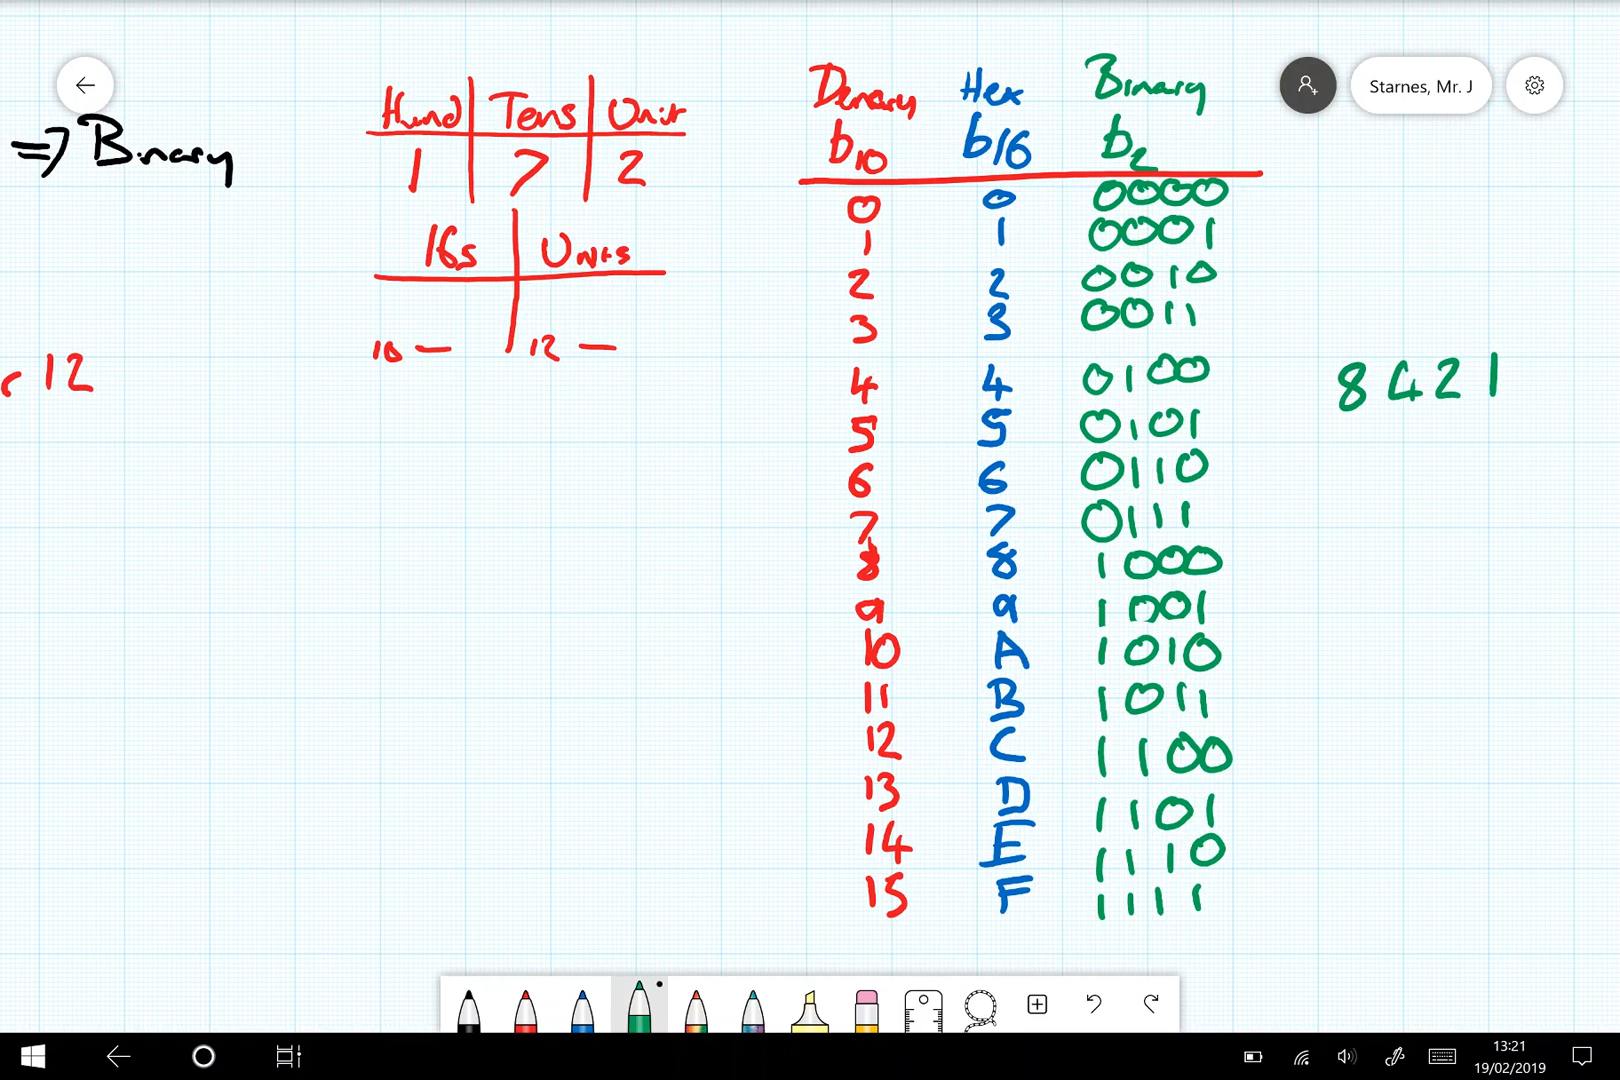 ⇒ Binary
Hund Tens Unit
1 7 2
16s Units
10 — 12 —
r 12
Denary Hex Binary
b10 b16 b2
0 0 0000
1 1 0001
2 2 0010
3 3 0011
4 4 0100
5 5 0101
6 6 0110
7 7 0111
8 8 1000
9 9 1001
10 A 1010
11 B 1011
12 C 1100
13 D 1101
14 E 1110
15 F 1111
8 4 2 1
Starnes, Mr. J
13:21
19/02/2019